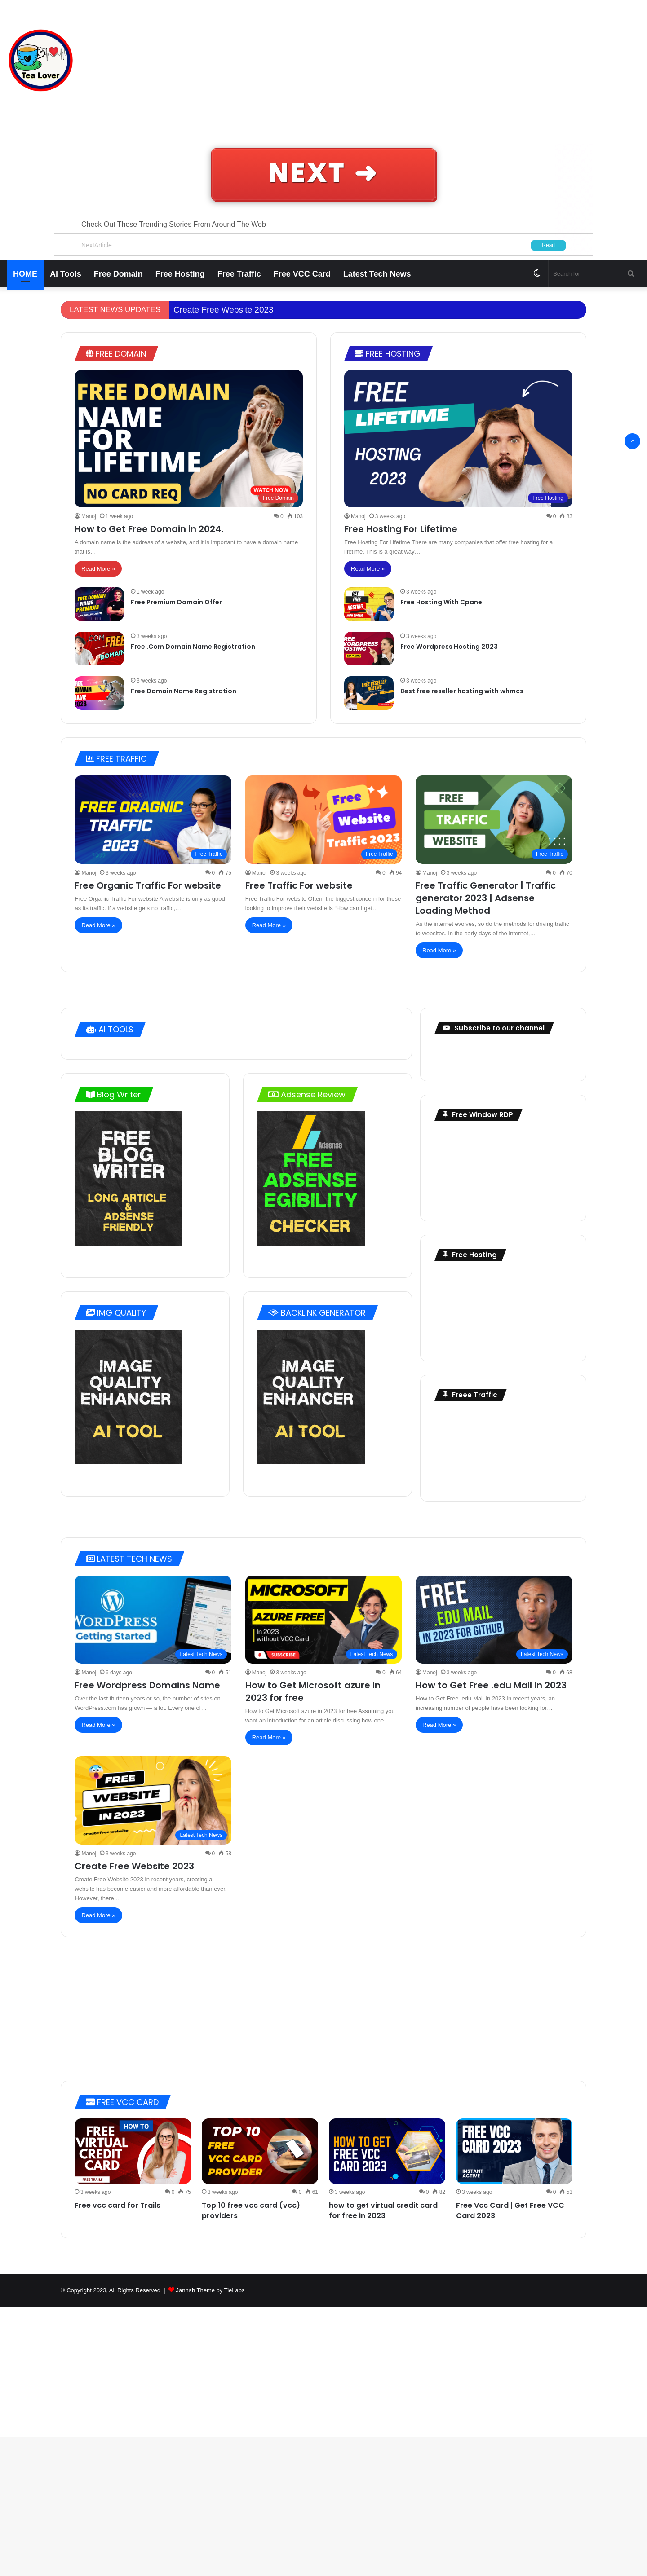 Tea Lover
NEXT ➜
Check Out These Trending Stories From Around The Web
NextArticle
Read
HOME
AI Tools
Free Domain
Free Hosting
Free Traffic
Free VCC Card
Latest Tech News
Search for
LATEST NEWS UPDATES
Create Free Website 2023
FREE DOMAIN
FREE DOMAIN
NAME
FOR
LIFETIME
NO CARD REQ
WATCH NOW
Free Domain
Manoj 1 week ago 0 103
How to Get Free Domain in 2024.
A domain name is the address of a website, and it is important to have a domain name
that is…
Read More »
1 week ago
Free Premium Domain Offer
3 weeks ago
Free .Com Domain Name Registration
3 weeks ago
Free Domain Name Registration
FREE HOSTING
FREE
LIFETIME
HOSTING
2023
Free Hosting
Manoj 3 weeks ago 0 83
Free Hosting For Lifetime
Free Hosting For Lifetime There are many companies that offer free hosting for a
lifetime. This is a great way…
Read More »
3 weeks ago
Free Hosting With Cpanel
3 weeks ago
Free Wordpress Hosting 2023
3 weeks ago
Best free reseller hosting with whmcs
FREE TRAFFIC
FREE ORAGNIC
TRAFFIC
2023
Free Traffic
Manoj 3 weeks ago 0 75
Free Organic Traffic For website
Free Organic Traffic For website A website is only as good
as its traffic. If a website gets no traffic,…
Read More »
Free
Website
Traffic 2023
Free Traffic
Manoj 3 weeks ago 0 94
Free Traffic For website
Free Traffic For website Often, the biggest concern for those
looking to improve their website is "How can I get…
Read More »
FREE
TRAFFIC
WEBSITE
Free Traffic
Manoj 3 weeks ago 0 70
Free Traffic Generator | Traffic
generator 2023 | Adsense
Loading Method
As the internet evolves, so do the methods for driving traffic
to websites. In the early days of the internet,…
Read More »
AI TOOLS
Subscribe to our channel
Blog Writer
FREE
BLOG
WRITER
LONG ARTICLE
&
ADSENSE
FRIENDLY
Adsense Review
Adsense
FREE
ADSENSE
EGIBILITY
CHECKER
Free Window RDP
Free Hosting
IMG QUALITY
IMAGE
QUALITY
ENHANCER
AI TOOL
BACKLINK GENERATOR
IMAGE
QUALITY
ENHANCER
AI TOOL
Freee Traffic
LATEST TECH NEWS
WORDPRESS
Getting Started
Latest Tech News
Manoj 6 days ago 0 51
Free Wordpress Domains Name
Over the last thirteen years or so, the number of sites on
WordPress.com has grown — a lot. Every one of…
Read More »
MICROSOFT
AZURE FREE
In 2023
without VCC Card
SUBSCRIBE
Latest Tech News
Manoj 3 weeks ago 0 64
How to Get Microsoft azure in
2023 for free
How to Get Microsoft azure in 2023 for free Assuming you
want an introduction for an article discussing how one…
Read More »
FREE
.EDU MAIL
IN 2023 FOR GITHUB
Latest Tech News
Manoj 3 weeks ago 0 68
How to Get Free .edu Mail In 2023
How to Get Free .edu Mail In 2023 In recent years, an
increasing number of people have been looking for…
Read More »
FREE
WEBSITE
IN 2023
create free website
Latest Tech News
Manoj 3 weeks ago 0 58
Create Free Website 2023
Create Free Website 2023 In recent years, creating a
website has become easier and more affordable than ever.
However, there…
Read More »
FREE VCC CARD
HOW TO
FREE
VIRTUAL
CREDIT
CARD
FREE TRAILS
3 weeks ago 0 75
Free vcc card for Trails
TOP 10
FREE
VCC CARD
PROVIDER
3 weeks ago 0 61
Top 10 free vcc card (vcc)
providers
HOW TO GET
FREE VCC
CARD 2023
3 weeks ago 0 82
how to get virtual credit card
for free in 2023
FREE VCC
CARD 2023
INSTANT
ACTIVE
3 weeks ago 0 53
Free Vcc Card | Get Free VCC
Card 2023
© Copyright 2023, All Rights Reserved | Jannah Theme by TieLabs